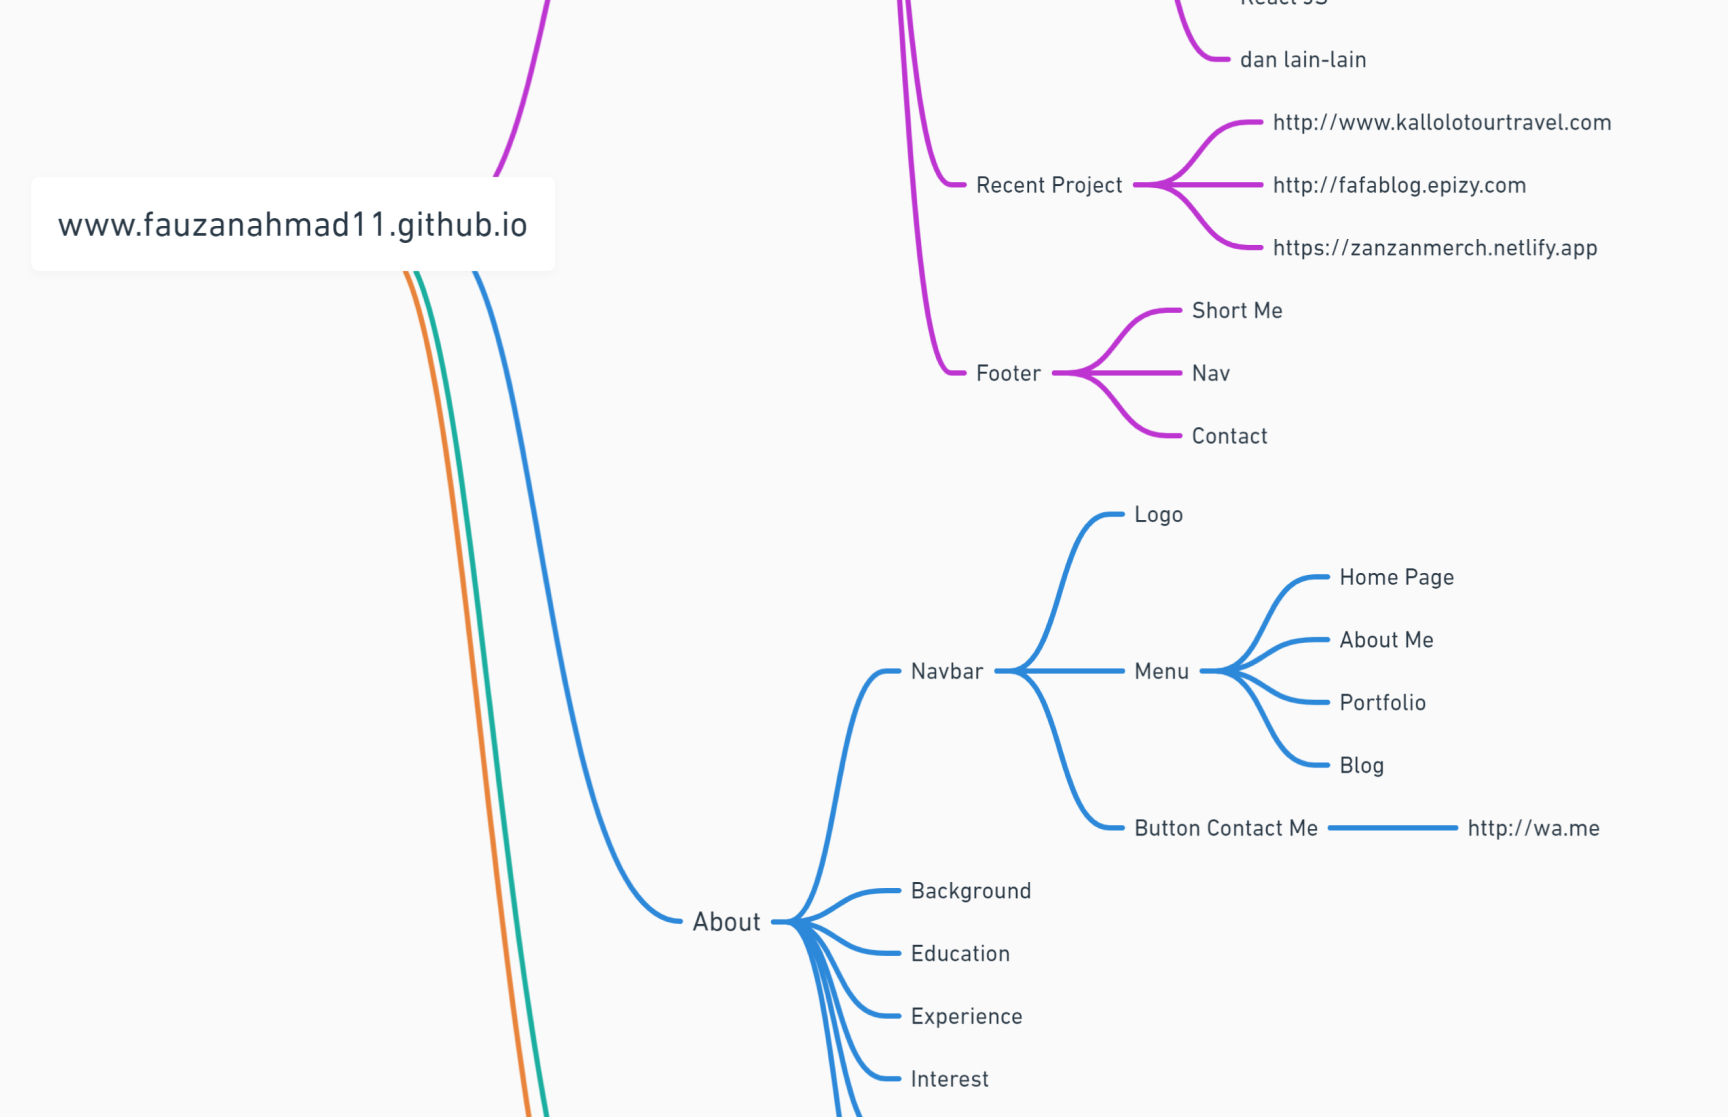 React JS
dan lain-lain
http://www.kallolotourtravel.com
Recent Project
http://fafablog.epizy.com
https://zanzanmerch.netlify.app
www.fauzanahmad11.github.io
Short Me
Footer
Nav
Contact
Logo
Home Page
About Me
Navbar
Menu
Portfolio
Blog
Button Contact Me
http://wa.me
Background
About
Education
Experience
Interest